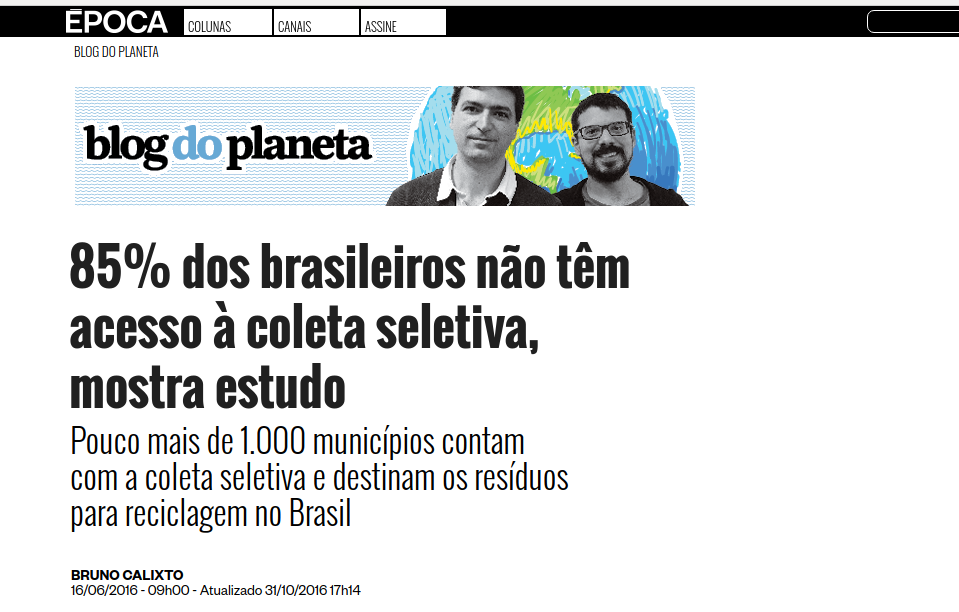 ÉPOCA COLUNAS CANAIS ASSINE
BLOG DO PLANETA
blog do planeta
85% dos brasileiros não têm
acesso à coleta seletiva,
mostra estudo
Pouco mais de 1.000 municípios contam
com a coleta seletiva e destinam os resíduos
para reciclagem no Brasil
BRUNO CALIXTO
16/06/2016 - 09h00 - Atualizado 31/10/2016 17h14